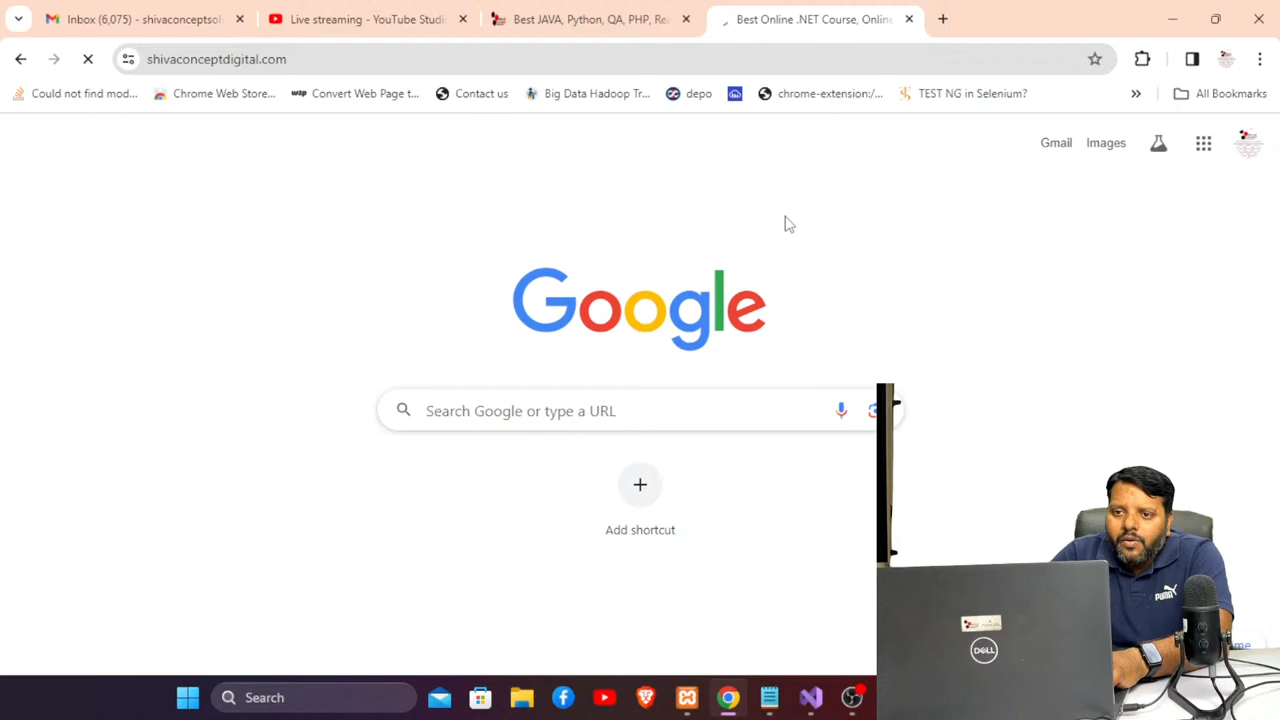 Inbox (6,075) - shivaconceptsol
Live streaming - YouTube Studi
Best JAVA, Python, QA, PHP, Re
Best Online .NET Course, Online
shivaconceptdigital.com
Could not find mod...
Chrome Web Store...
Convert Web Page t...
Contact us
Big Data Hadoop Tr...
depo
chrome-extension:/...
TEST NG in Selenium?
All Bookmarks
Gmail
Images
Google
Search Google or type a URL
Add shortcut
PUMA
DELL
Search